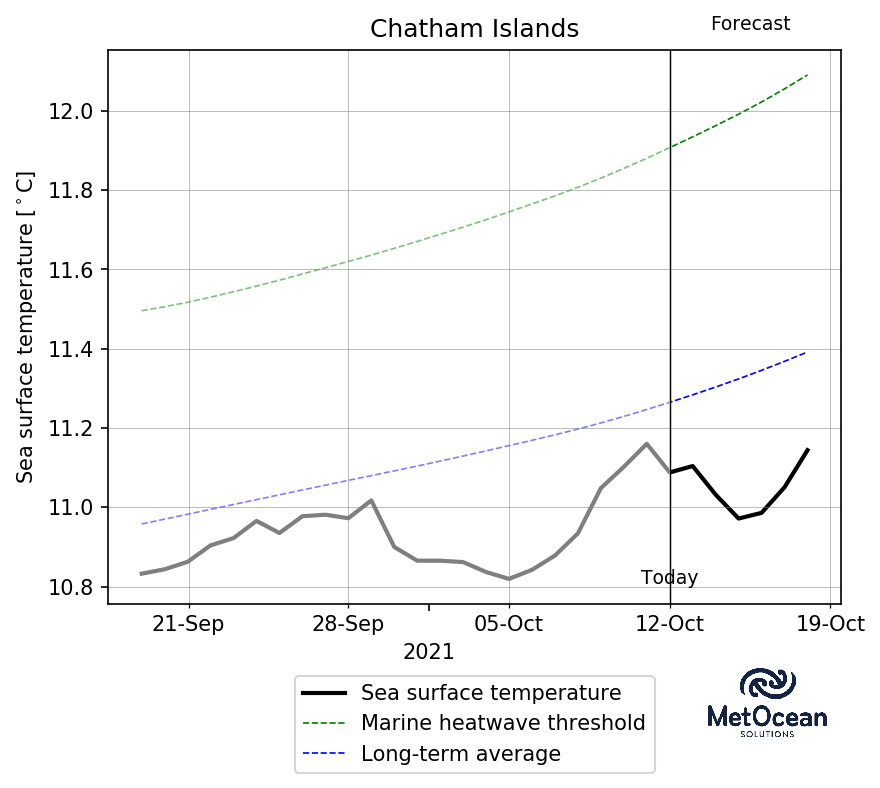 Chatham Islands
Forecast
Sea surface temperature [°C]
12.0
11.8
11.6
11.4
11.2
11.0
10.8
Today
21-Sep 28-Sep 05-Oct 12-Oct 19-Oct
2021
Sea surface temperature
Marine heatwave threshold
Long-term average
MetOcean
SOLUTIONS